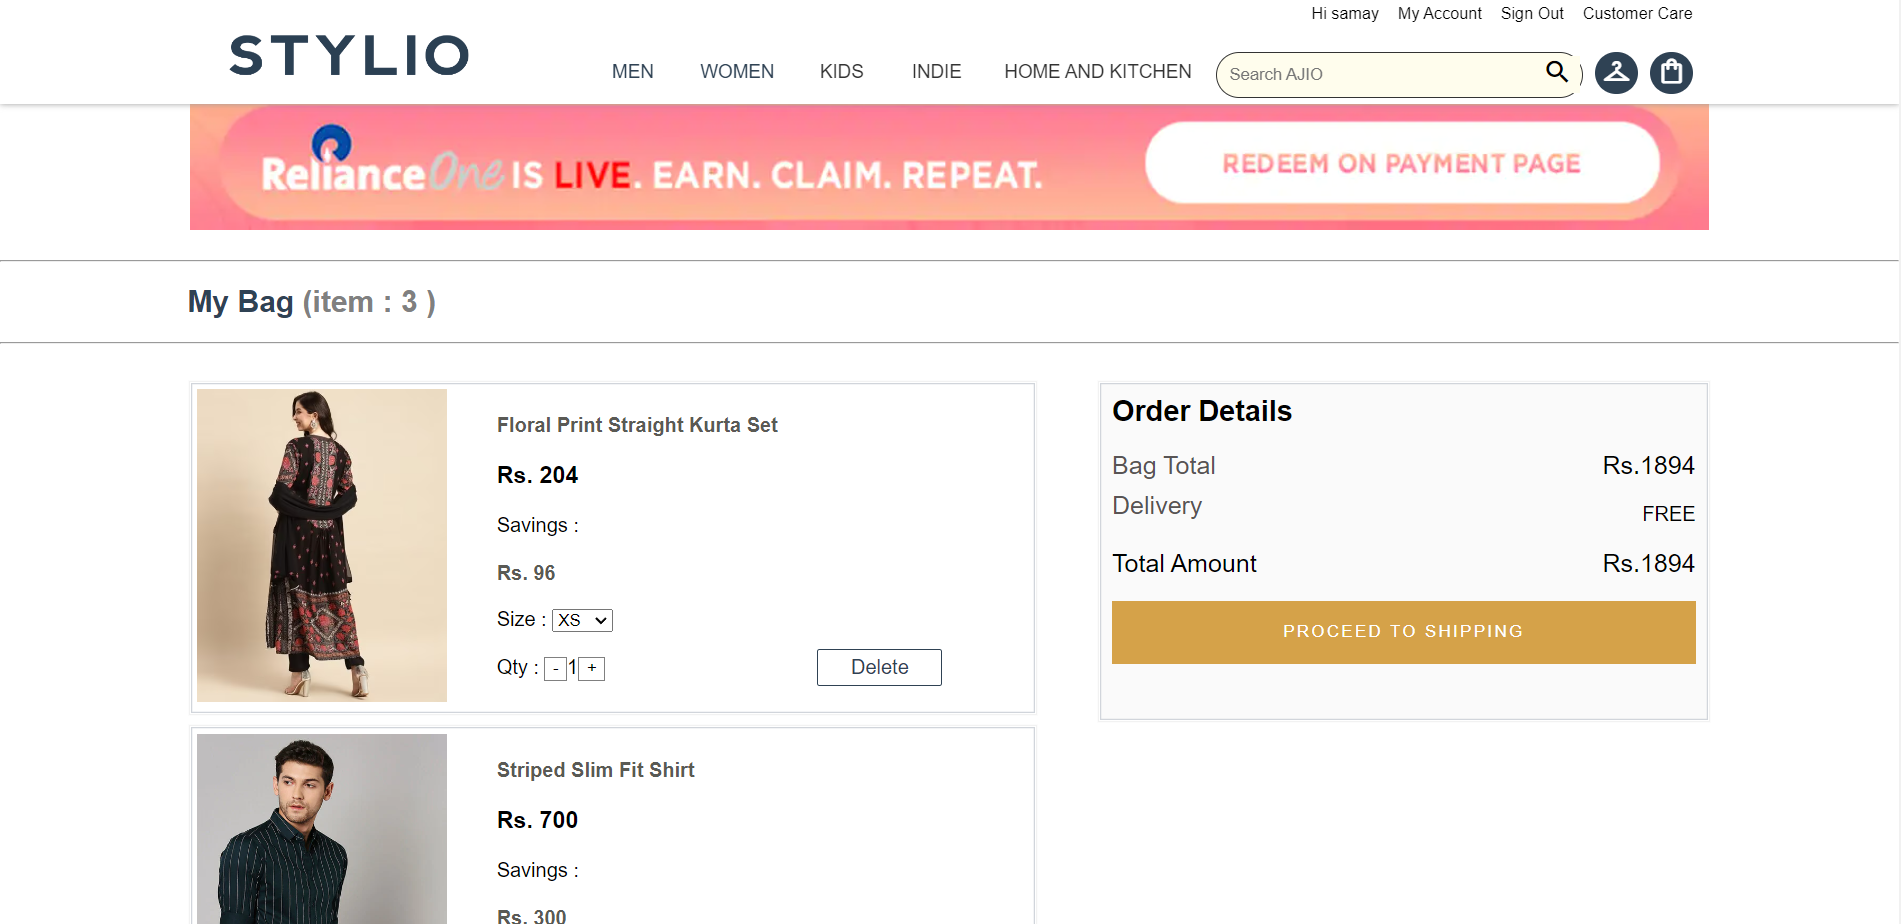 Hi samay My Account Sign Out Customer Care
STYLIO
MEN WOMEN KIDS INDIE HOME AND KITCHEN Search AJIO
RelianceOne IS LIVE. EARN. CLAIM. REPEAT. REDEEM ON PAYMENT PAGE
My Bag (item : 3 )
Floral Print Straight Kurta Set
Rs. 204
Savings :
Rs. 96
Size : XS
Qty : - 1 + Delete
Order Details
Bag Total Rs.1894
Delivery FREE
Total Amount Rs.1894
PROCEED TO SHIPPING
Striped Slim Fit Shirt
Rs. 700
Savings :
Rs. 300